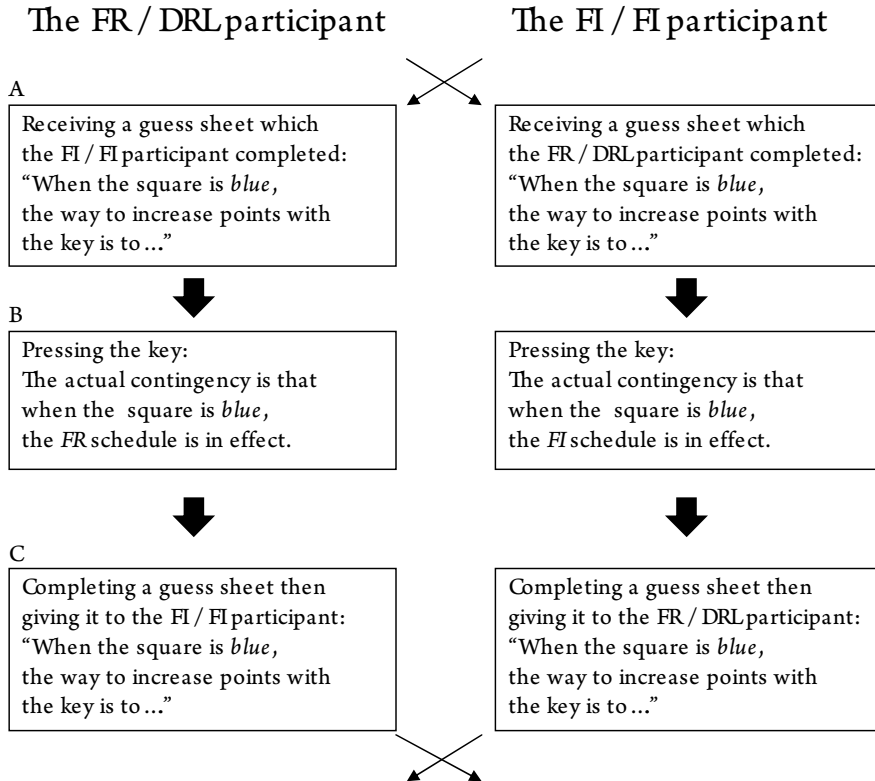 The FR / DRL participant
The FI / FI participant
A
Receiving a guess sheet which
the FI / FI participant completed:
“When the square is blue,
the way to increase points with
the key is to ...”
Receiving a guess sheet which
the FR / DRL participant completed:
“When the square is blue,
the way to increase points with
the key is to ...”
B
Pressing the key:
The actual contingency is that
when the square is blue,
the FR schedule is in effect.
Pressing the key:
The actual contingency is that
when the square is blue,
the FI schedule is in effect.
C
Completing a guess sheet then
giving it to the FI / FI participant:
“When the square is blue,
the way to increase points with
the key is to ...”
Completing a guess sheet then
giving it to the FR / DRL participant:
“When the square is blue,
the way to increase points with
the key is to ...”